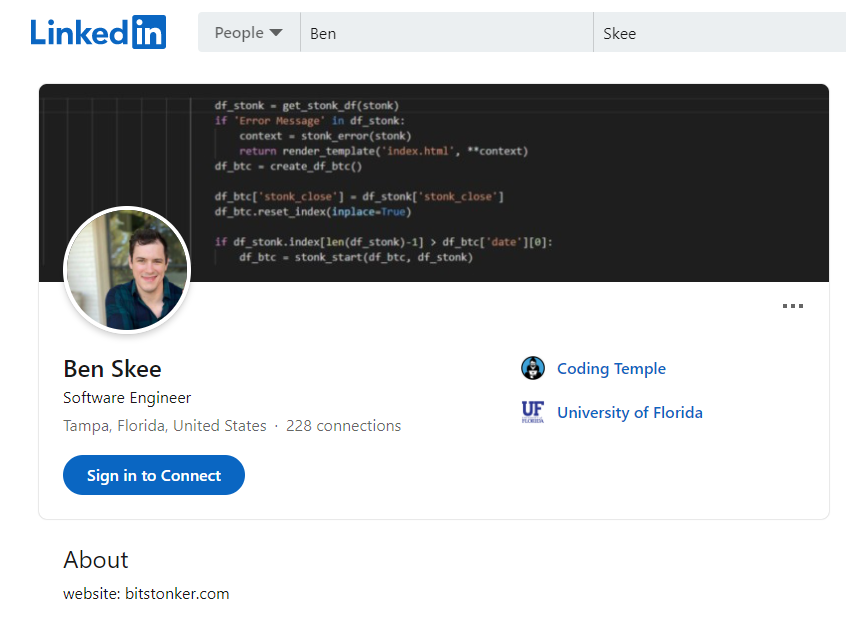 LinkedIn
People
Ben
Skee
df_stonk = get_stonk_df(stonk)
if 'Error Message' in df_stonk:
context = stonk_error(stonk)
return render_template('index.html', **context)
df_btc = create_df_btc()
df_btc['stonk_close'] = df_stonk['stonk_close']
df_btc.reset_index(inplace=True)
if df_stonk.index[len(df_stonk)-1] > df_btc['date'][0]:
df_btc = stonk_start(df_btc, df_stonk)
Ben Skee
Software Engineer
Tampa, Florida, United States · 228 connections
Sign in to Connect
Coding Temple
UF
FLORIDA
University of Florida
About
website: bitstonker.com